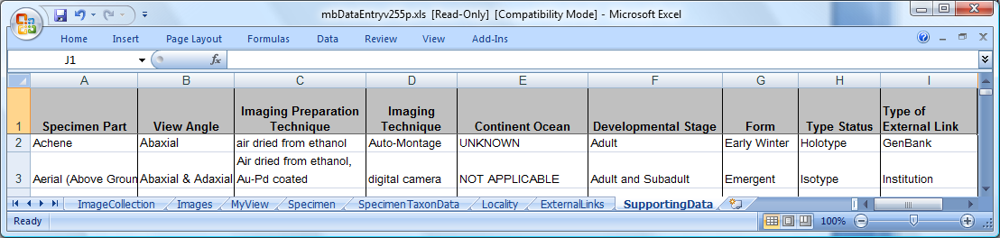 mbDataEntryv255p.xls [Read-Only] [Compatibility Mode] - Microsoft Excel
Home Insert Page Layout Formulas Data Review View Add-Ins
J1 fx
A B C D E F G H I
1 Specimen Part View Angle Imaging Preparation Technique Imaging Technique Continent Ocean Developmental Stage Form Type Status Type of External Link
2 Achene Abaxial air dried from ethanol Auto-Montage UNKNOWN Adult Early Winter Holotype GenBank
3 Aerial (Above Groun Abaxial & Adaxial Air dried from ethanol, Au-Pd coated digital camera NOT APPLICABLE Adult and Subadult Emergent Isotype Institution
ImageCollection Images MyView Specimen SpecimenTaxonData Locality ExternalLinks SupportingData
Ready 100%